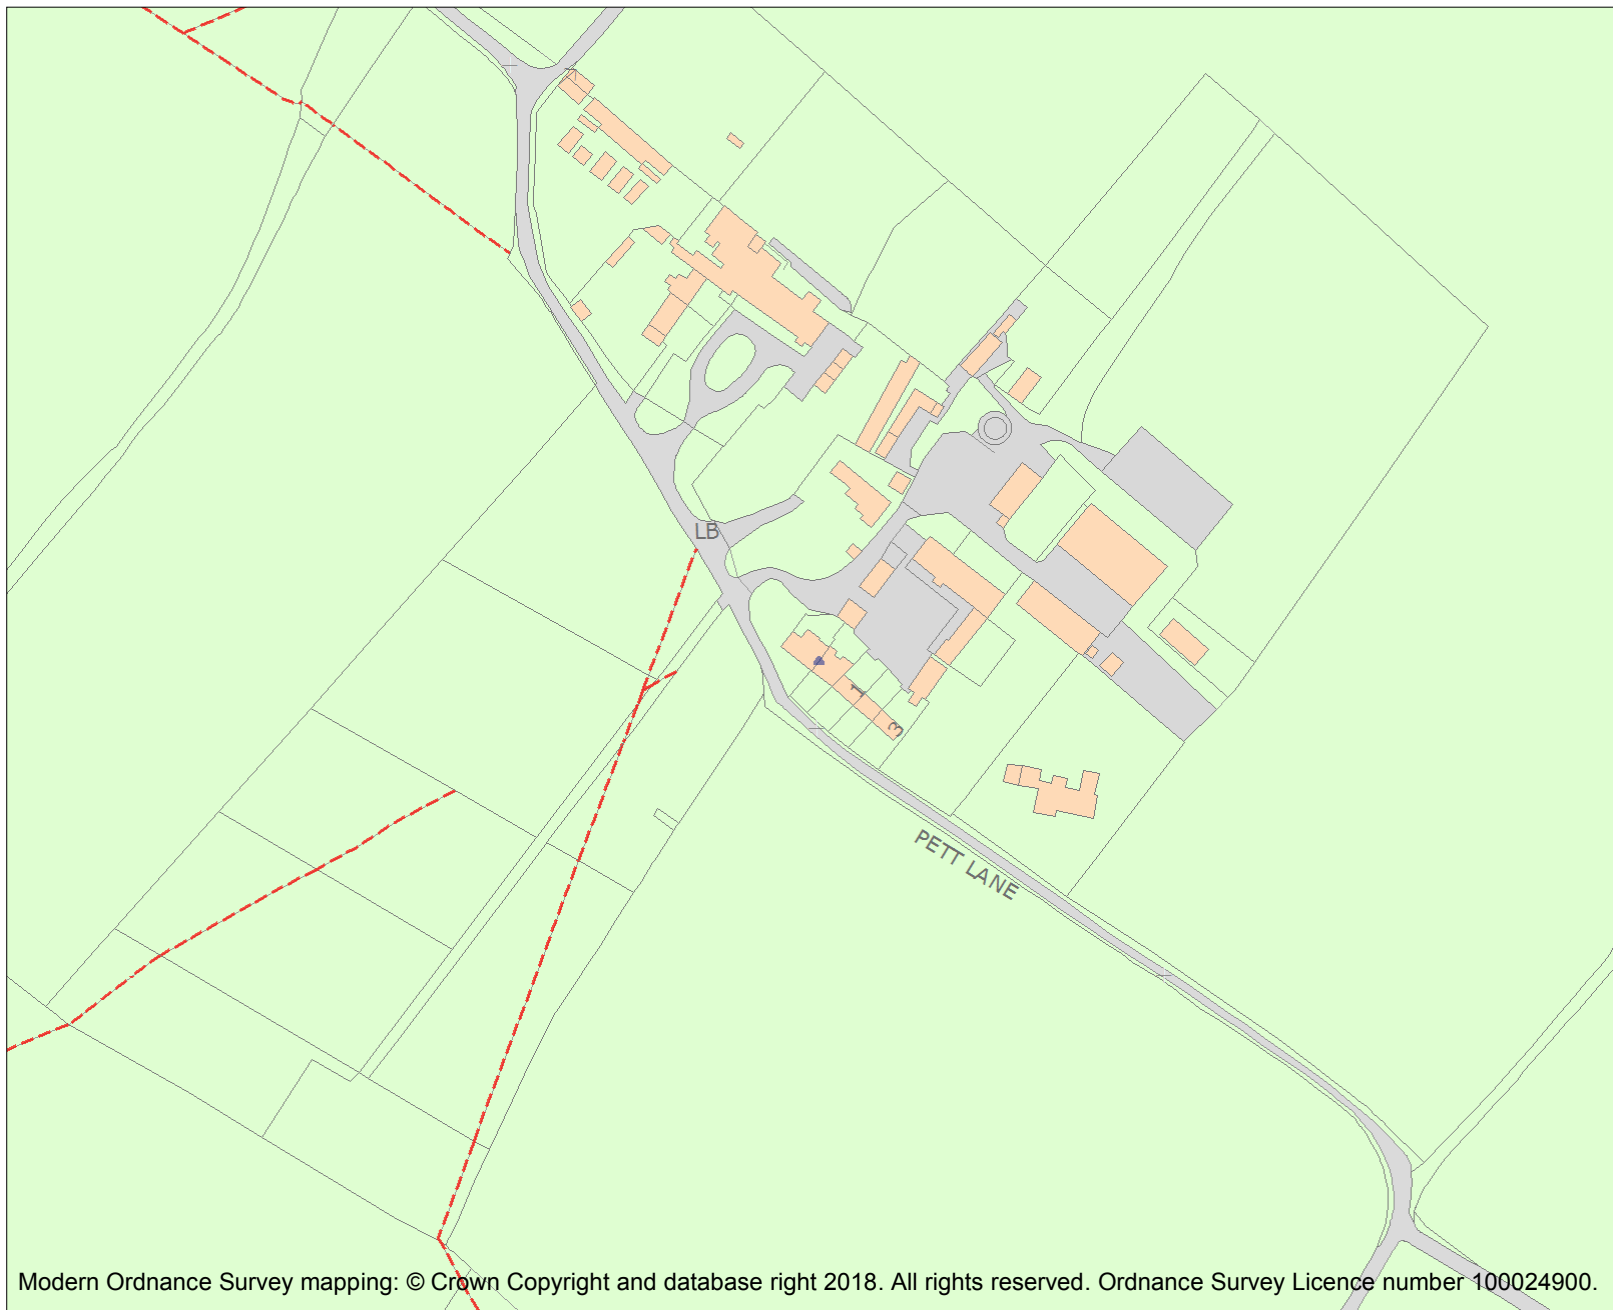 LB
1
3
PETT LANE
Modern Ordnance Survey mapping: © Crown Copyright and database right 2018. All rights reserved. Ordnance Survey Licence number 100024900.